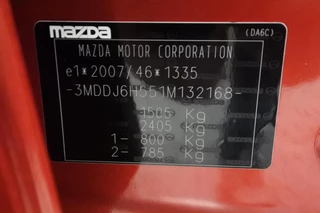 mazda
(DA6C)
MAZDA MOTOR CORPORATION
e1*2007/46*1335
-3MDDJ6H551M132168-
1505 Kg
2405 Kg
1- 800 Kg
2- 785 Kg